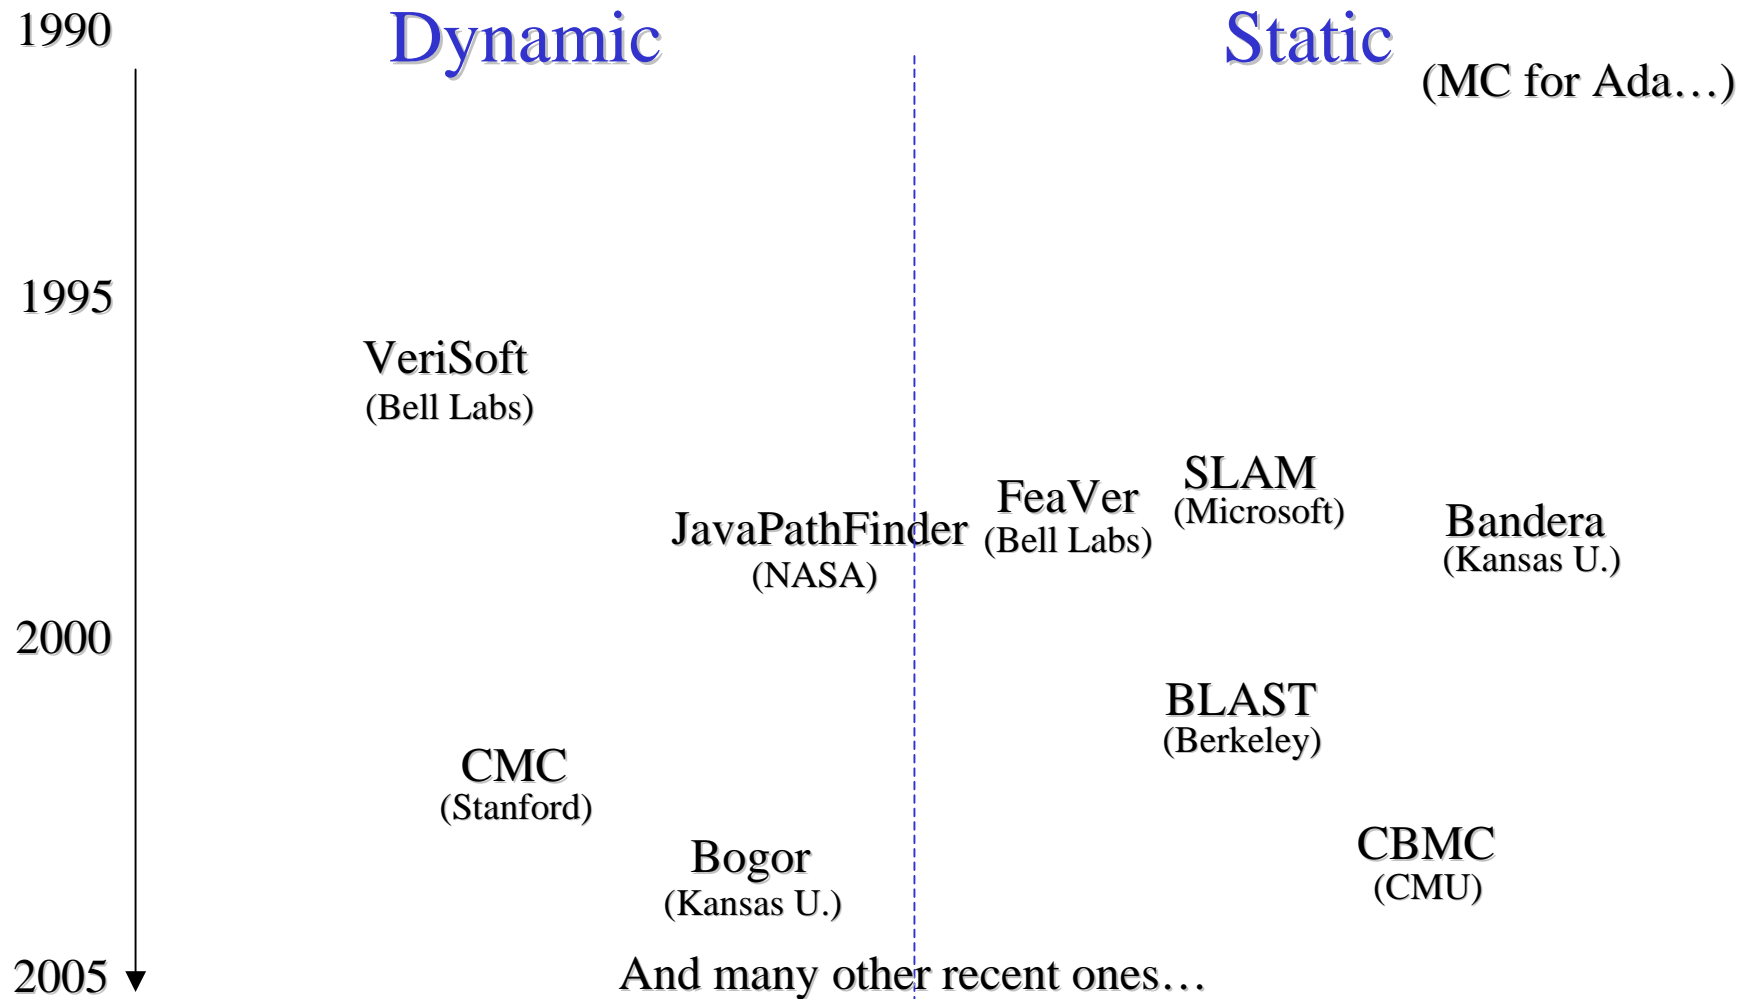 1990
Dynamic
Static
(MC for Ada…)
1995
VeriSoft
(Bell Labs)
SLAM
(Microsoft)
FeaVer
(Bell Labs)
JavaPathFinder
(NASA)
Bandera
(Kansas U.)
2000
BLAST
(Berkeley)
CMC
(Stanford)
Bogor
(Kansas U.)
CBMC
(CMU)
2005
And many other recent ones…